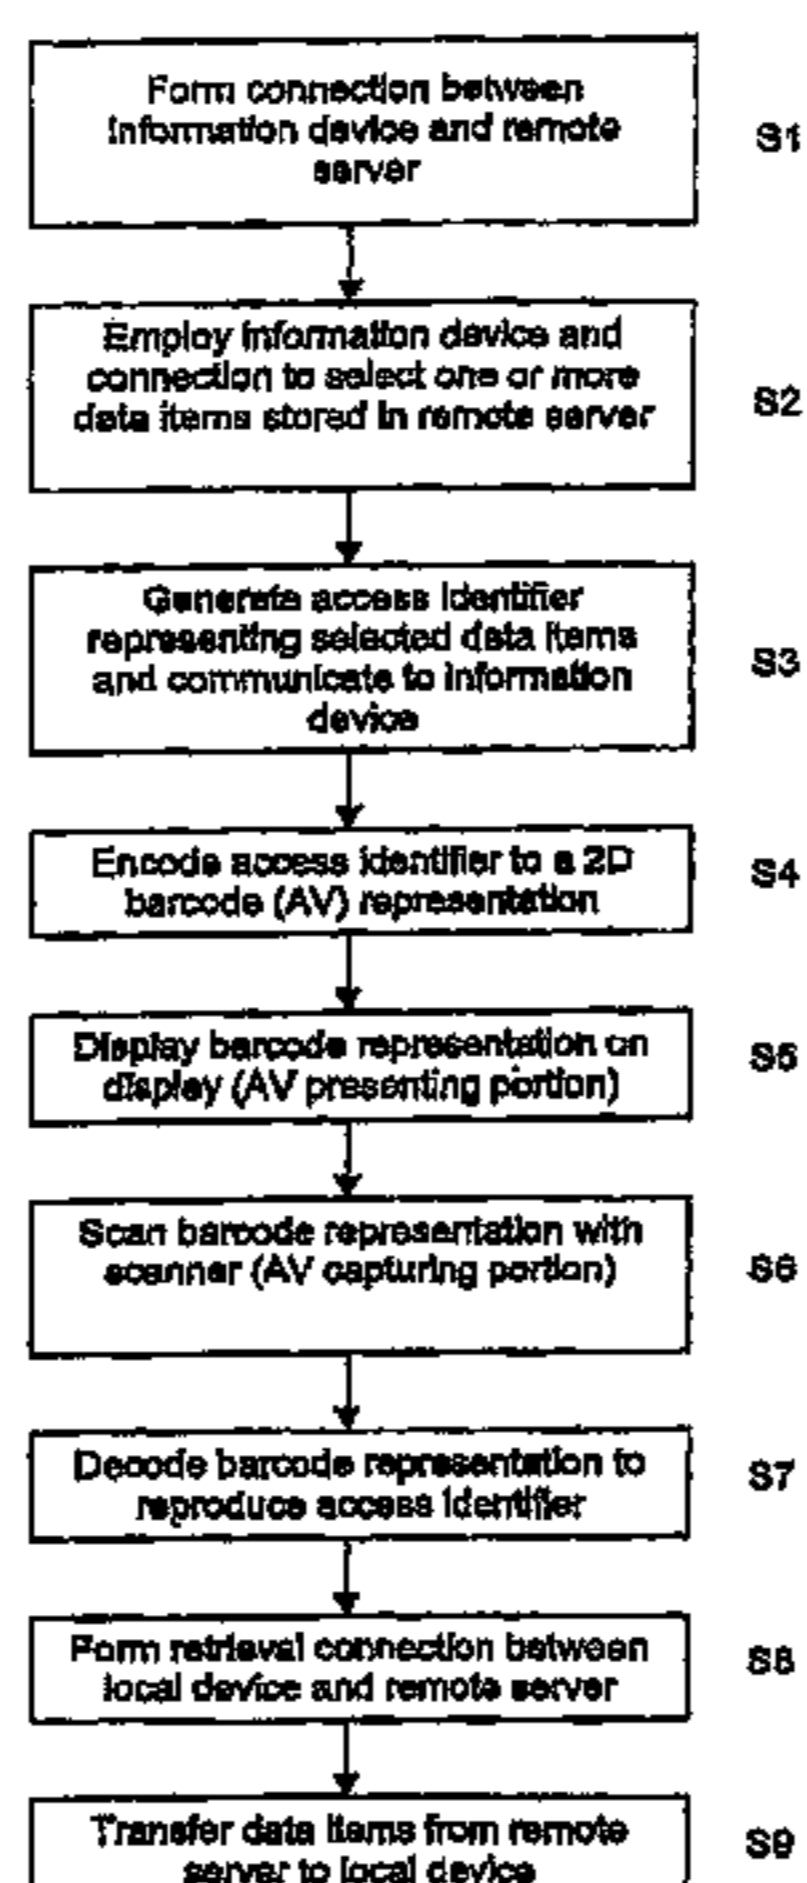 Form connection between
information device and remote
server
S1
Employ information device and
connection to select one or more
data items stored in remote server
S2
Generate access identifier
representing selected data items
and communicate to information
device
S3
Encode access identifier to a 2D
barcode (AV) representation
S4
Display barcode representation on
display (AV presenting portion)
S5
Scan barcode representation with
scanner (AV capturing portion)
S6
Decode barcode representation to
reproduce access identifier
S7
Form retrieval connection between
local device and remote server
S8
Transfer data items from remote
server to local device
S9